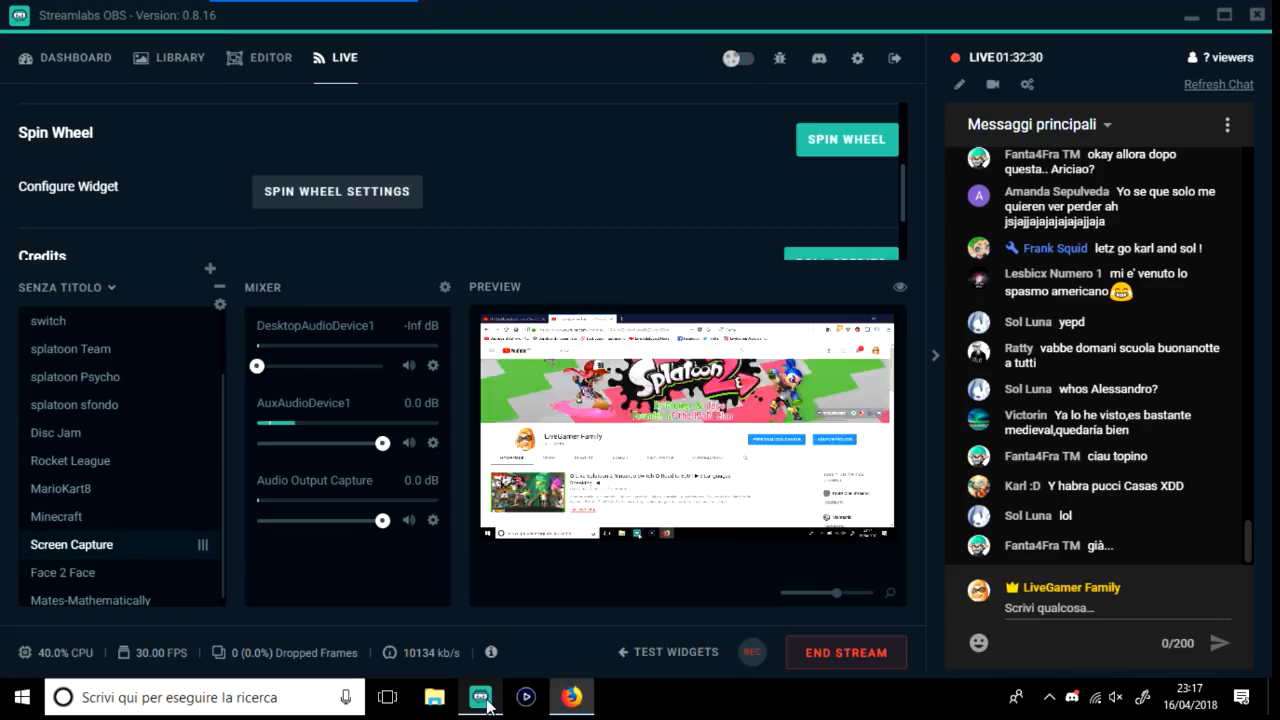 Streamlabs OBS - Version: 0.8.16
DASHBOARD
LIBRARY
EDITOR
LIVE
Spin Wheel
SPIN WHEEL
Configure Widget
SPIN WHEEL SETTINGS
Credits
SENZA TITOLO
switch
splatoon Team
splatoon Psycho
splatoon sfondo
Disc Jam
Rocket League
MarioKart8
Minecraft
Screen Capture
Face 2 Face
Mates-Mathematically
MIXER
DesktopAudioDevice1 -Inf dB
AuxAudioDevice1 0.0 dB
Audio Output Capture 0.0 dB
PREVIEW
Splatoon 2
LiveGamer Family
40.0% CPU
30.00 FPS
0 (0.0%) Dropped Frames
10134 kb/s
TEST WIDGETS
REC
END STREAM
LIVE 01:32:30
? viewers
Refresh Chat
Messaggi principali
Fanta4Fra TM okay allora dopo
questa.. Ariciao?
Amanda Sepulveda Yo se que solo me
quieren ver perder ah
jsjajjajajajajajjaja
Frank Squid letz go karl and sol !
Lesbicx Numero 1 mi e' venuto lo
spasmo americano
Sol Luna yepf
Ratty vabbe domani scuola buonanotte
a tutti
Sol Luna whos Alessandro?
Victorin Ya lo he visto,es bastante
medieval,quedaria bien
Fanta4Fra TM ciau topino
Karl :D Y habra pucci Casas XDD
Sol Luna lol
Fanta4Fra TM già...
LiveGamer Family
Scrivi qualcosa...
0/200
Scrivi qui per eseguire la ricerca
23:17
16/04/2018